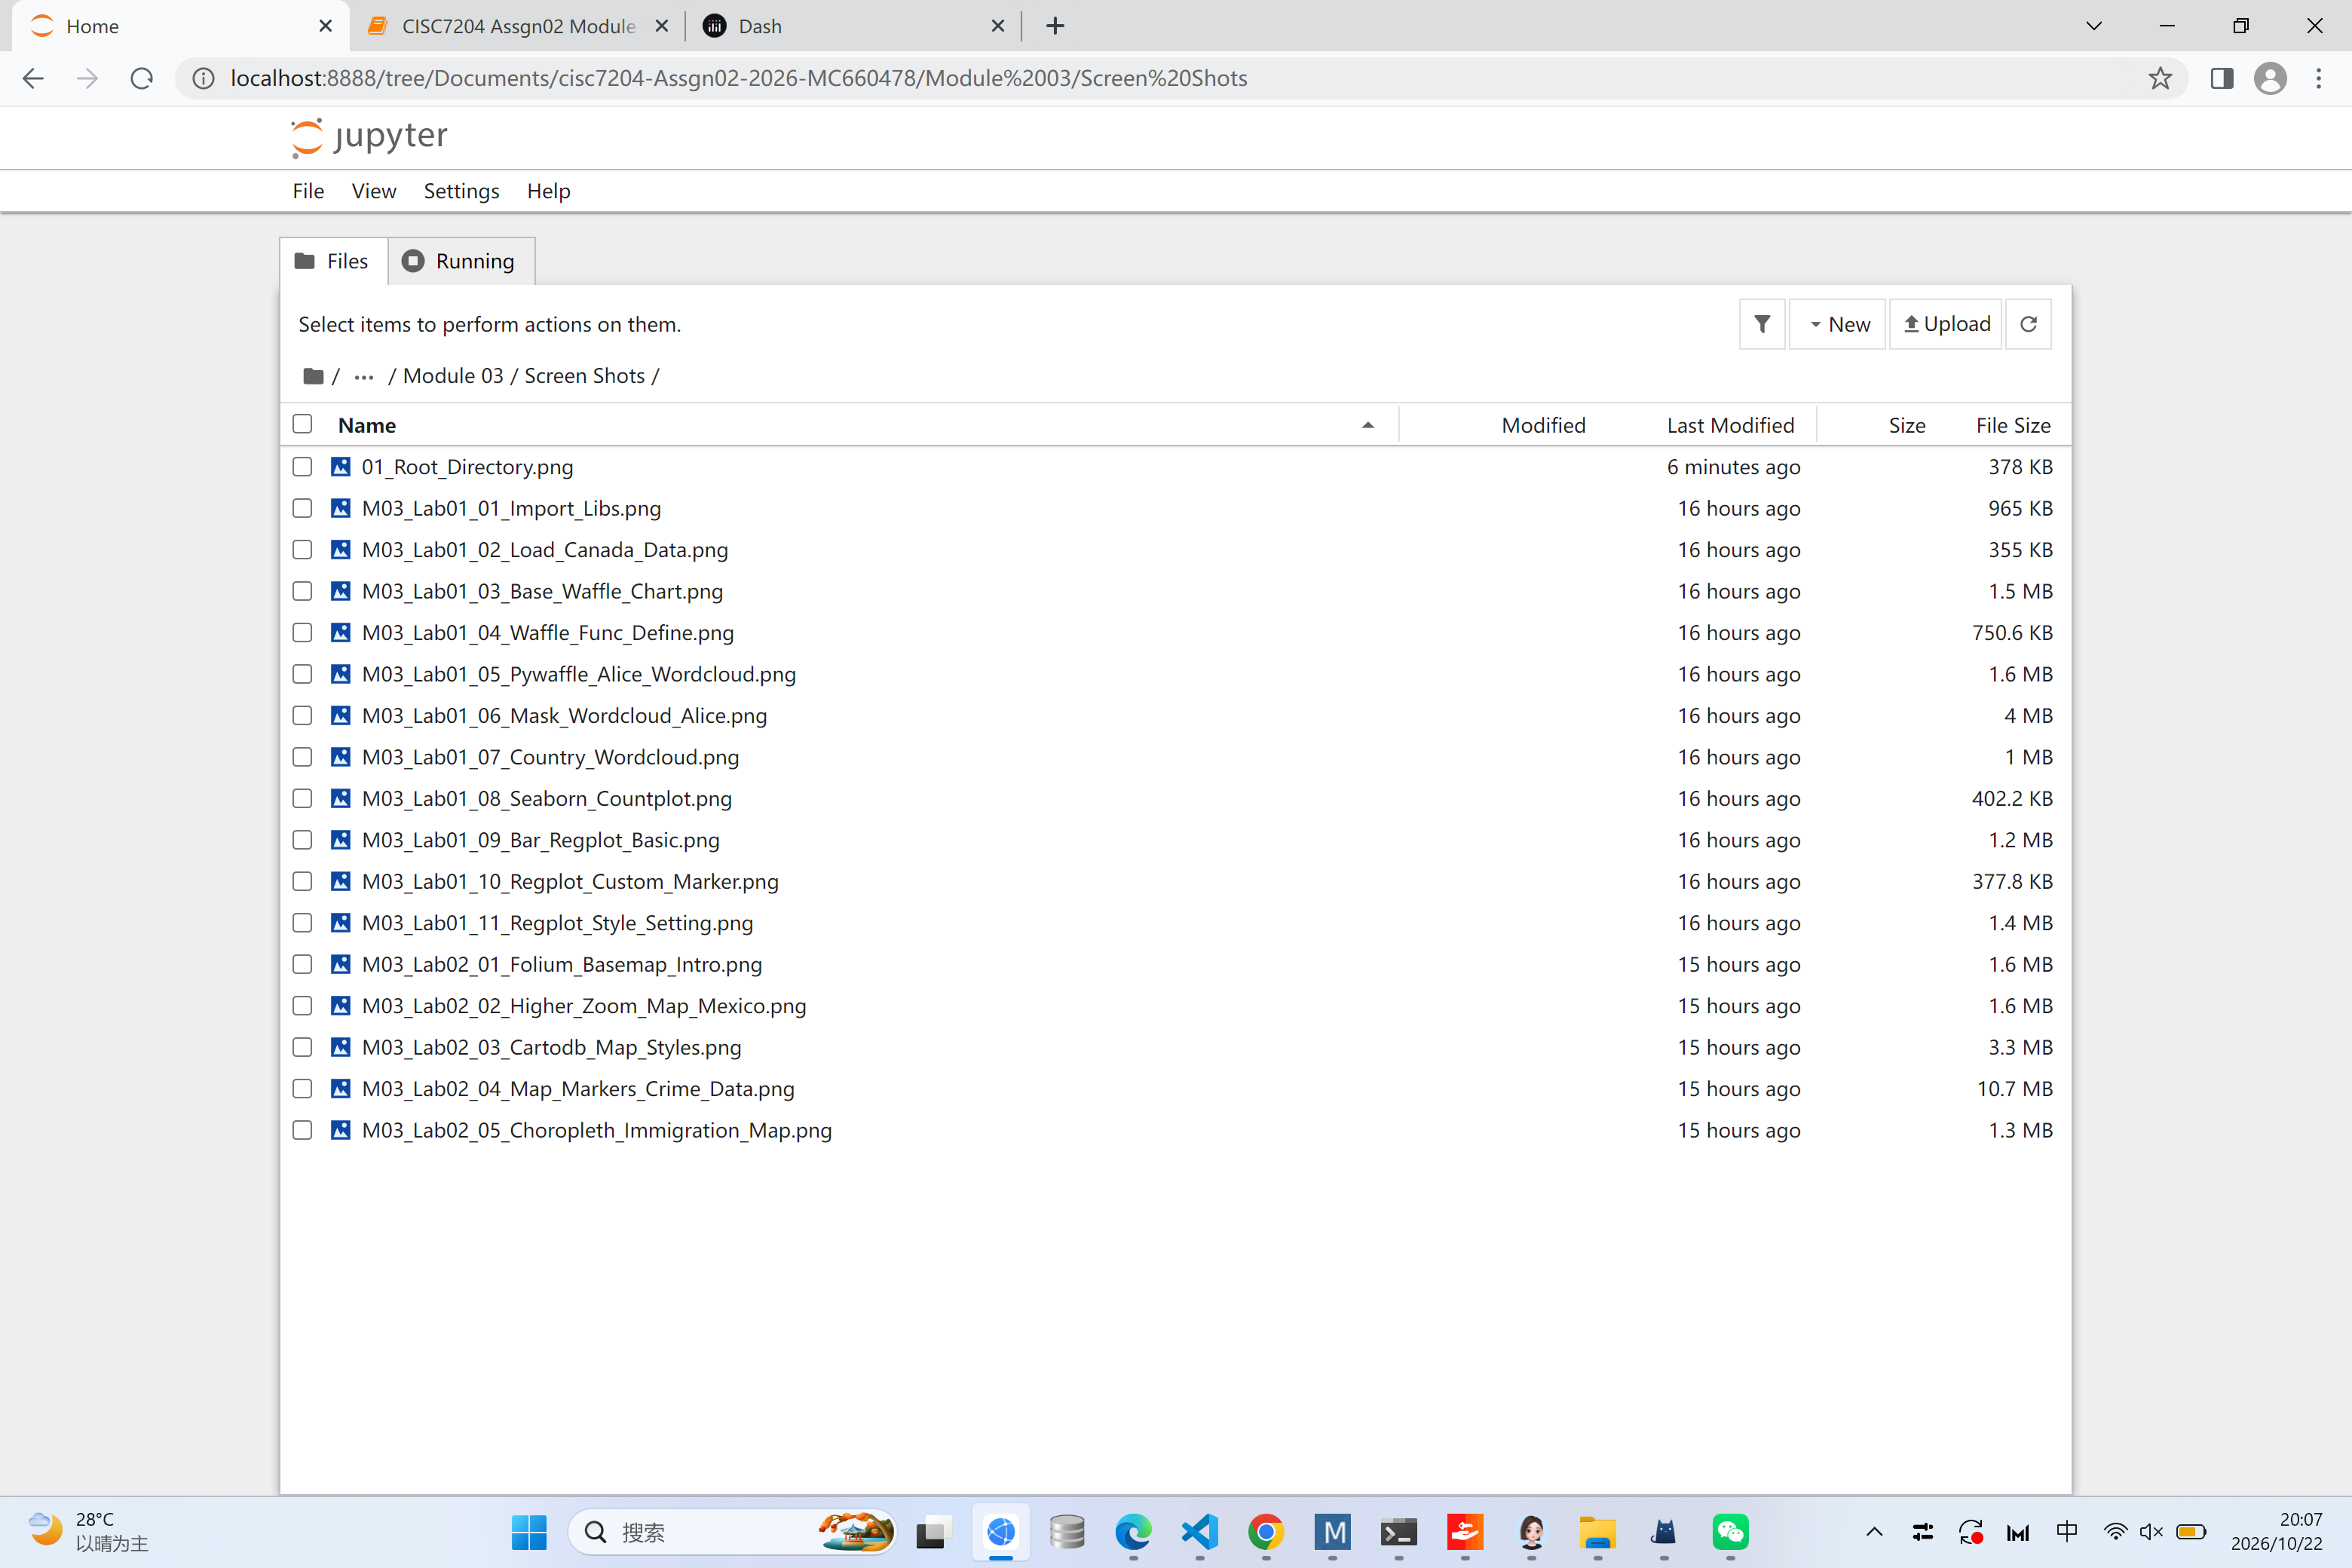 Home
CISC7204 Assgn02 Module
Dash
localhost:8888/tree/Documents/cisc7204-Assgn02-2026-MC660478/Module%2003/Screen%20Shots
jupyter
File View Settings Help
Files Running
Select items to perform actions on them.
New Upload
/ ... / Module 03 / Screen Shots /
Name Modified Last Modified Size File Size
01_Root_Directory.png 6 minutes ago 378 KB
M03_Lab01_01_Import_Libs.png 16 hours ago 965 KB
M03_Lab01_02_Load_Canada_Data.png 16 hours ago 355 KB
M03_Lab01_03_Base_Waffle_Chart.png 16 hours ago 1.5 MB
M03_Lab01_04_Waffle_Func_Define.png 16 hours ago 750.6 KB
M03_Lab01_05_Pywaffle_Alice_Wordcloud.png 16 hours ago 1.6 MB
M03_Lab01_06_Mask_Wordcloud_Alice.png 16 hours ago 4 MB
M03_Lab01_07_Country_Wordcloud.png 16 hours ago 1 MB
M03_Lab01_08_Seaborn_Countplot.png 16 hours ago 402.2 KB
M03_Lab01_09_Bar_Regplot_Basic.png 16 hours ago 1.2 MB
M03_Lab01_10_Regplot_Custom_Marker.png 16 hours ago 377.8 KB
M03_Lab01_11_Regplot_Style_Setting.png 16 hours ago 1.4 MB
M03_Lab02_01_Folium_Basemap_Intro.png 15 hours ago 1.6 MB
M03_Lab02_02_Higher_Zoom_Map_Mexico.png 15 hours ago 1.6 MB
M03_Lab02_03_Cartodb_Map_Styles.png 15 hours ago 3.3 MB
M03_Lab02_04_Map_Markers_Crime_Data.png 15 hours ago 10.7 MB
M03_Lab02_05_Choropleth_Immigration_Map.png 15 hours ago 1.3 MB
28°C
以晴为主
搜索
M
中
20:07
2026/10/22